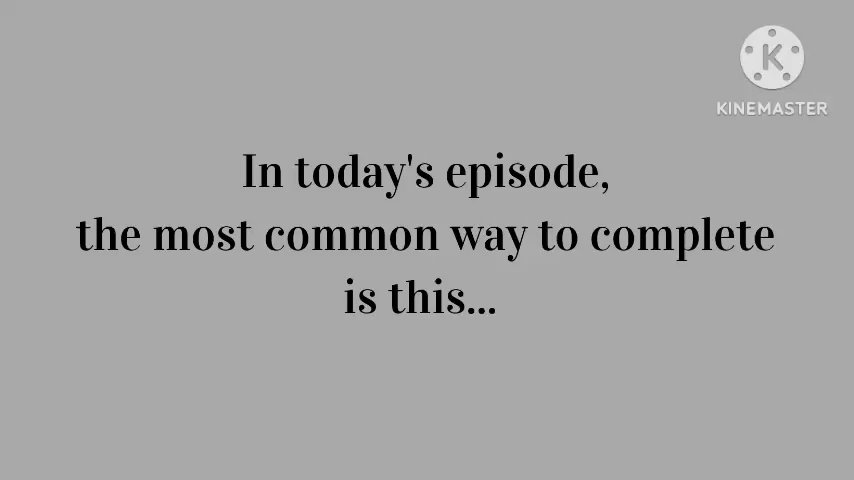 KINEMASTER
In today's episode,
the most common way to complete
is this...